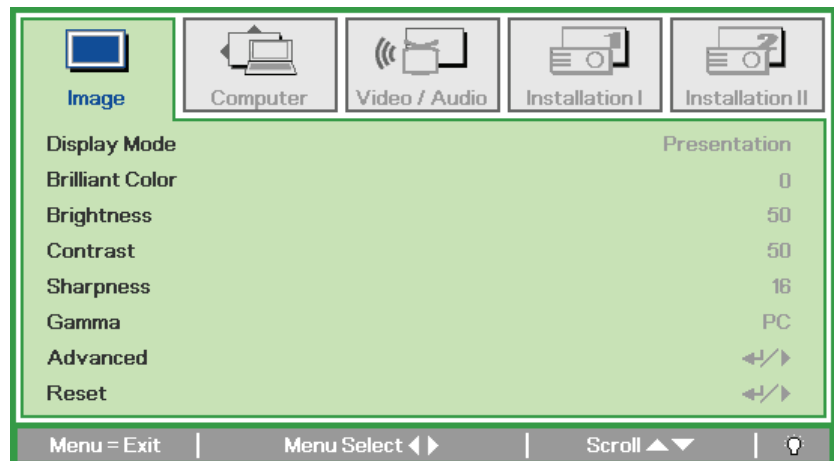 Image Computer Video / Audio Installation I Installation II
Display Mode Presentation
Brilliant Color 0
Brightness 50
Contrast 50
Sharpness 16
Gamma PC
Advanced ↵/▶
Reset ↵/▶
Menu = Exit | Menu Select ◀▶ | Scroll ▲▼ |